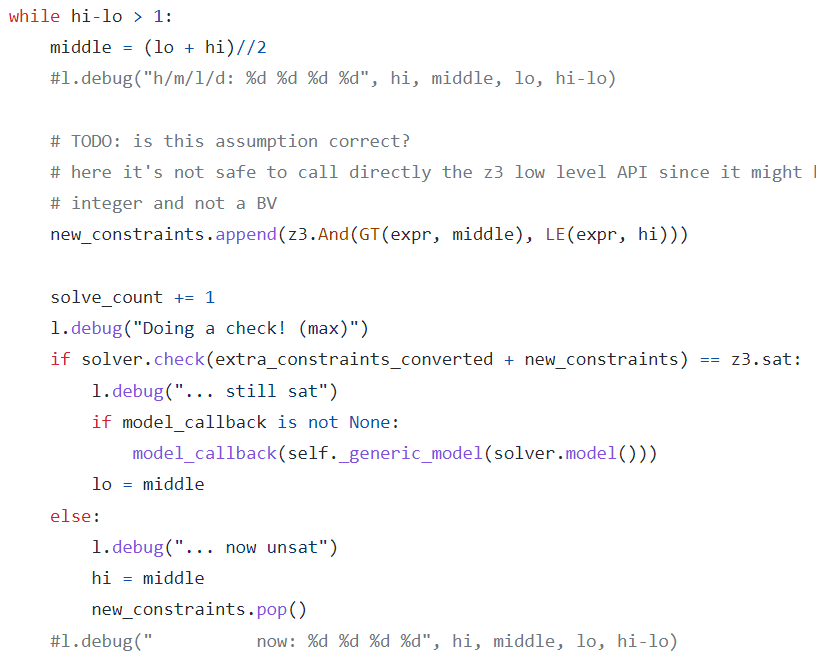 while hi-lo > 1:
    middle = (lo + hi)//2
    #l.debug("h/m/l/d: %d %d %d %d", hi, middle, lo, hi-lo)

    # TODO: is this assumption correct?
    # here it's not safe to call directly the z3 low level API since it might
    # integer and not a BV
    new_constraints.append(z3.And(GT(expr, middle), LE(expr, hi)))

    solve_count += 1
    l.debug("Doing a check! (max)")
    if solver.check(extra_constraints_converted + new_constraints) == z3.sat:
        l.debug("... still sat")
        if model_callback is not None:
            model_callback(self._generic_model(solver.model()))
        lo = middle
    else:
        l.debug("... now unsat")
        hi = middle
        new_constraints.pop()
    #l.debug("          now: %d %d %d %d", hi, middle, lo, hi-lo)